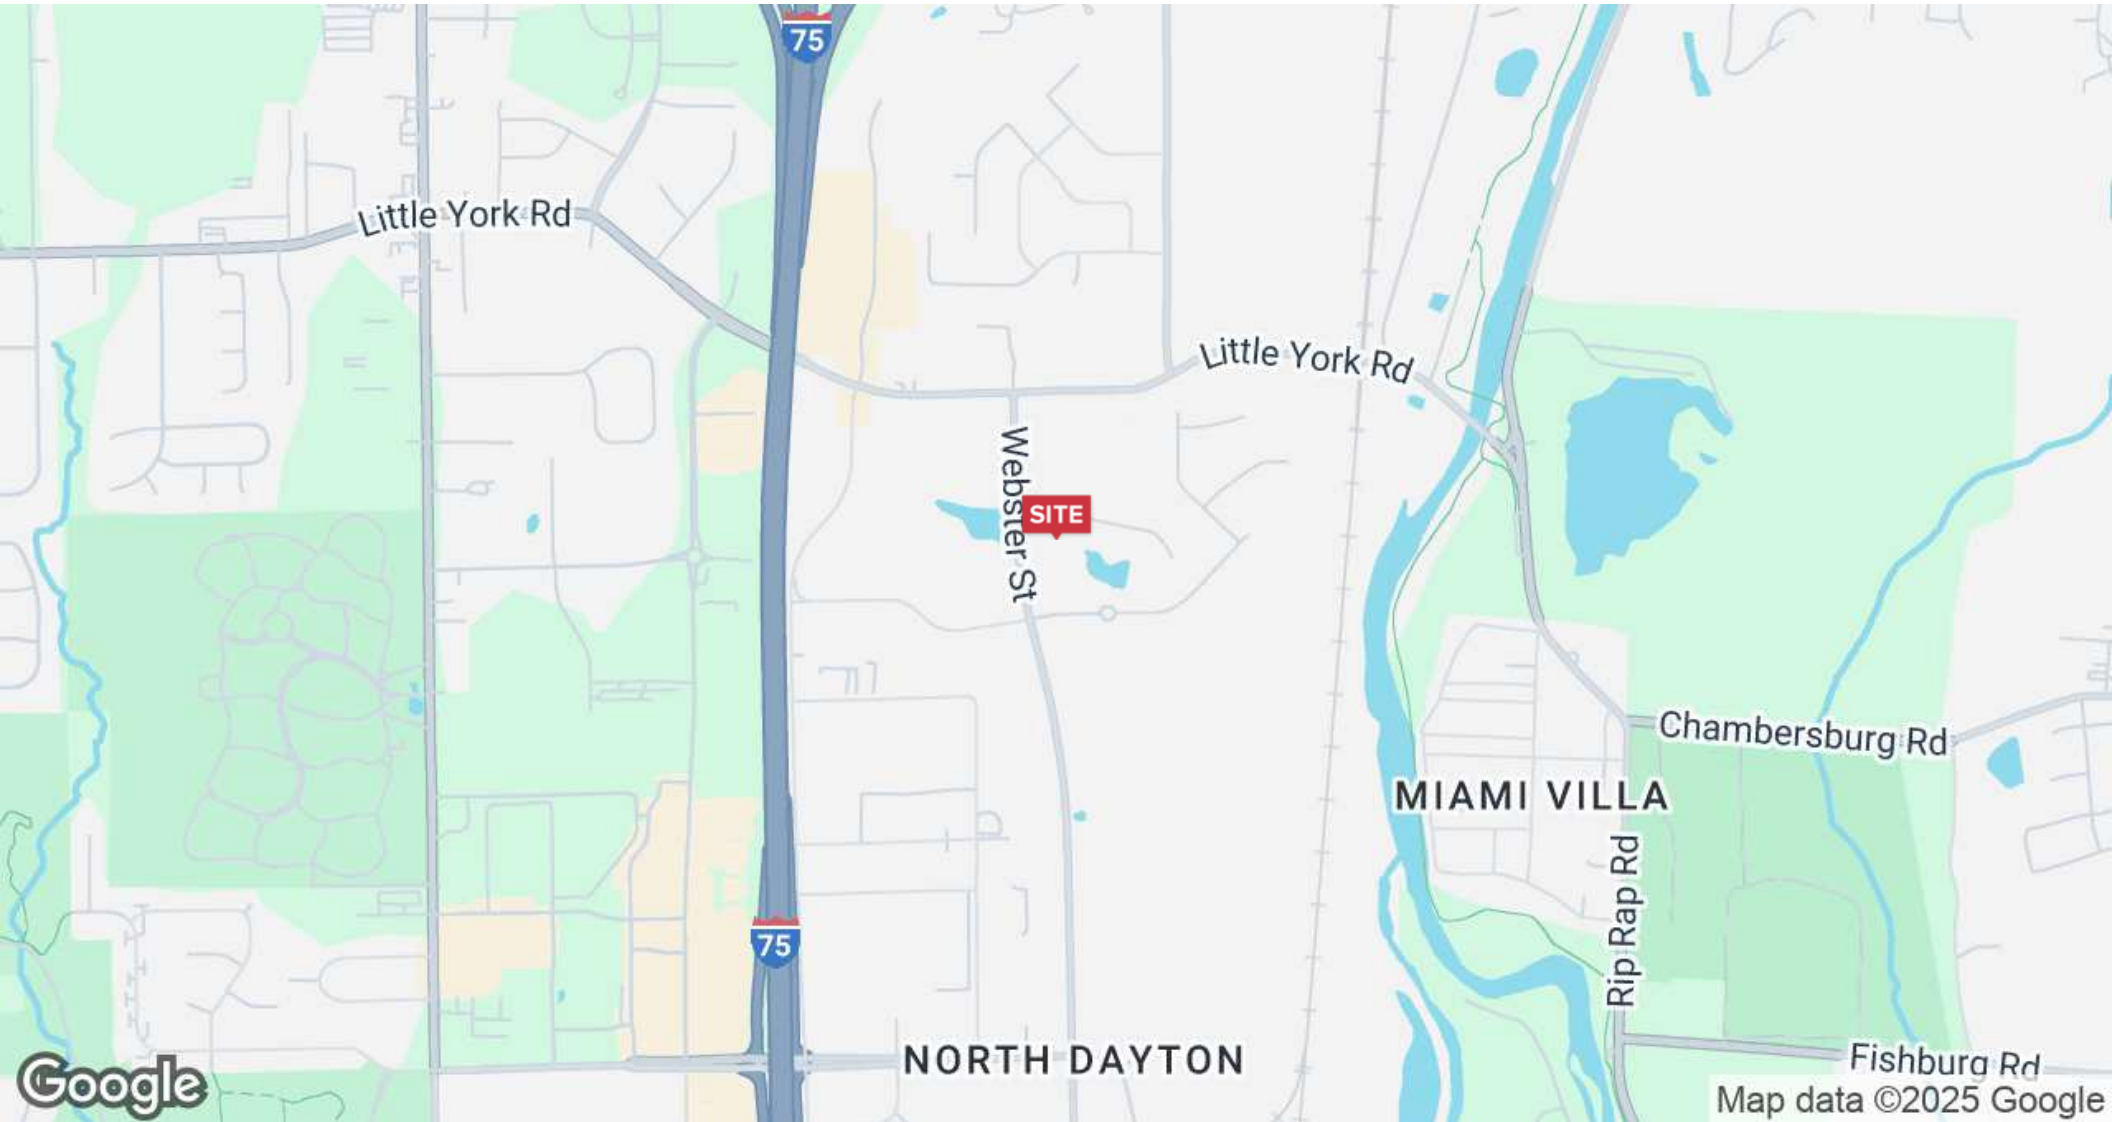 75
Little York Rd
Little York Rd
Webster St
SITE
Chambersburg Rd
MIAMI VILLA
Rip Rap Rd
75
NORTH DAYTON
Fishburg Rd
Google
Map data ©2025 Google